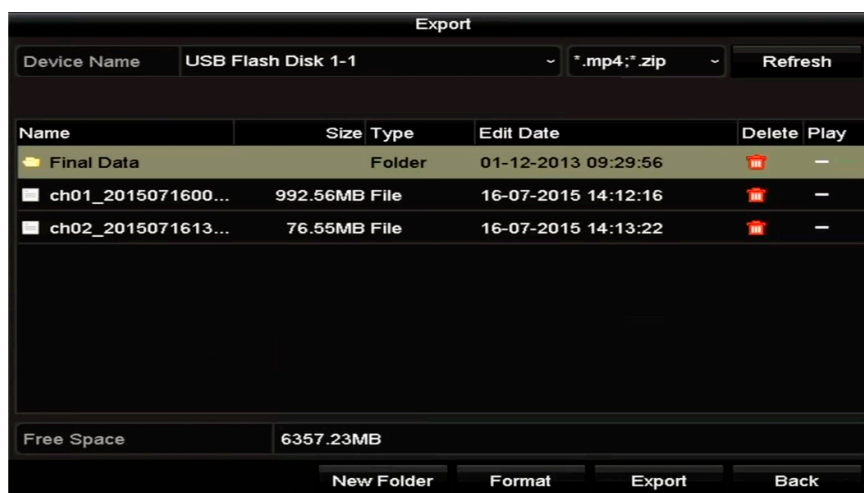 Export
Device Name USB Flash Disk 1-1 *.mp4;*.zip Refresh
Name Size Type Edit Date Delete Play
Final Data Folder 01-12-2013 09:29:56 –
ch01_2015071600... 992.56MB File 16-07-2015 14:12:16 –
ch02_2015071613... 76.55MB File 16-07-2015 14:13:22 –
Free Space 6357.23MB
New Folder Format Export Back